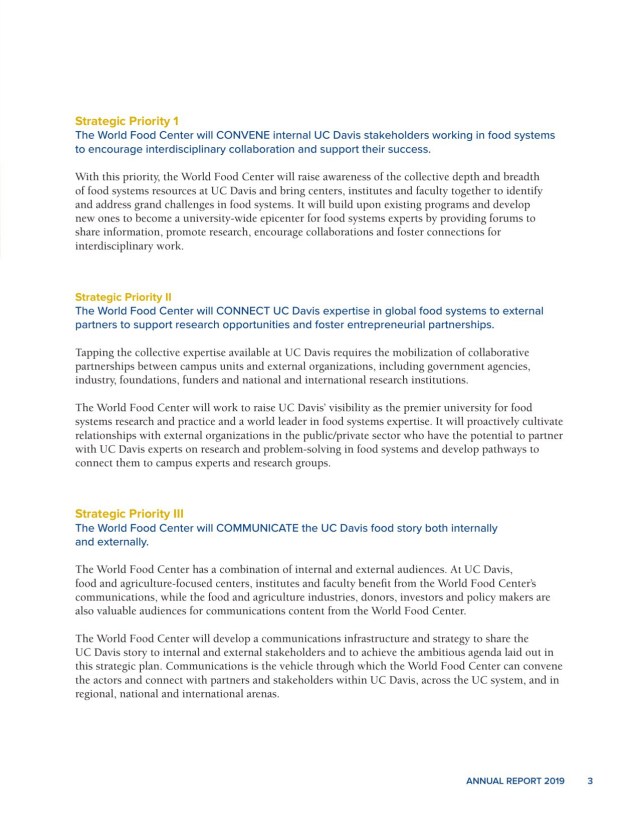 Strategic Priority 1
The World Food Center will CONVENE internal UC Davis stakeholders working in food systems
to encourage interdisciplinary collaboration and support their success.
With this priority, the World Food Center will raise awareness of the collective depth and breadth
of food systems resources at UC Davis and bring centers, institutes and faculty together to identify
and address grand challenges in food systems. It will build upon existing programs and develop
new ones to become a university-wide epicenter for food systems experts by providing forums to
share information, promote research, encourage collaborations and foster connections for
interdisciplinary work.
Strategic Priority II
The World Food Center will CONNECT UC Davis expertise in global food systems to external
partners to support research opportunities and foster entrepreneurial partnerships.
Tapping the collective expertise available at UC Davis requires the mobilization of collaborative
partnerships between campus units and external organizations, including government agencies,
industry, foundations, funders and national and international research institutions.
The World Food Center will work to raise UC Davis’ visibility as the premier university for food
systems research and practice and a world leader in food systems expertise. It will proactively cultivate
relationships with external organizations in the public/private sector who have the potential to partner
with UC Davis experts on research and problem-solving in food systems and develop pathways to
connect them to campus experts and research groups.
Strategic Priority III
The World Food Center will COMMUNICATE the UC Davis food story both internally
and externally.
The World Food Center has a combination of internal and external audiences. At UC Davis,
food and agriculture-focused centers, institutes and faculty benefit from the World Food Center’s
communications, while the food and agriculture industries, donors, investors and policy makers are
also valuable audiences for communications content from the World Food Center.
The World Food Center will develop a communications infrastructure and strategy to share the
UC Davis story to internal and external stakeholders and to achieve the ambitious agenda laid out in
this strategic plan. Communications is the vehicle through which the World Food Center can convene
the actors and connect with partners and stakeholders within UC Davis, across the UC system, and in
regional, national and international arenas.
ANNUAL REPORT 2019 3